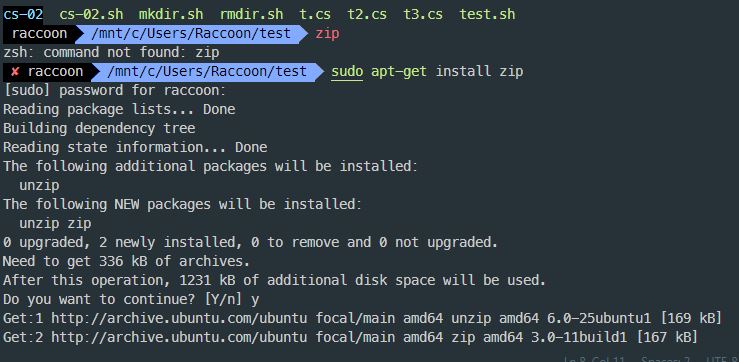 cs-02 cs-02.sh mkdir.sh rmdir.sh t.cs t2.cs t3.cs test.sh
raccoon /mnt/c/Users/Raccoon/test zip
zsh: command not found: zip
✘ raccoon /mnt/c/Users/Raccoon/test sudo apt-get install zip
[sudo] password for raccoon:
Reading package lists... Done
Building dependency tree
Reading state information... Done
The following additional packages will be installed:
  unzip
The following NEW packages will be installed:
  unzip zip
0 upgraded, 2 newly installed, 0 to remove and 0 not upgraded.
Need to get 336 kB of archives.
After this operation, 1231 kB of additional disk space will be used.
Do you want to continue? [Y/n] y
Get:1 http://archive.ubuntu.com/ubuntu focal/main amd64 unzip amd64 6.0-25ubuntu1 [169 kB]
Get:2 http://archive.ubuntu.com/ubuntu focal/main amd64 zip amd64 3.0-11build1 [167 kB]